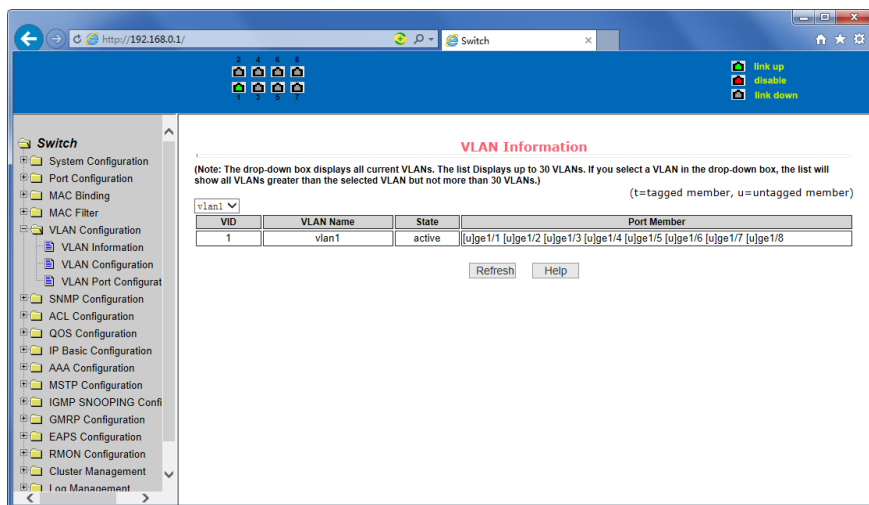 http://192.168.0.1/
Switch
2 4 6 8
1 3 5 7
link up
disable
link down
Switch
System Configuration
Port Configuration
MAC Binding
MAC Filter
VLAN Configuration
VLAN Information
VLAN Configuration
VLAN Port Configurat
SNMP Configuration
ACL Configuration
QOS Configuration
IP Basic Configuration
AAA Configuration
MSTP Configuration
IGMP SNOOPING Confi
GMRP Configuration
EAPS Configuration
RMON Configuration
Cluster Management
Log Management
VLAN Information
(Note: The drop-down box displays all current VLANs. The list Displays up to 30 VLANs. If you select a VLAN in the drop-down box, the list will
show all VLANs greater than the selected VLAN but not more than 30 VLANs.)
(t=tagged member, u=untagged member)
vlan1
VID VLAN Name State Port Member
1 vlan1 active [u]ge1/1 [u]ge1/2 [u]ge1/3 [u]ge1/4 [u]ge1/5 [u]ge1/6 [u]ge1/7 [u]ge1/8
Refresh Help